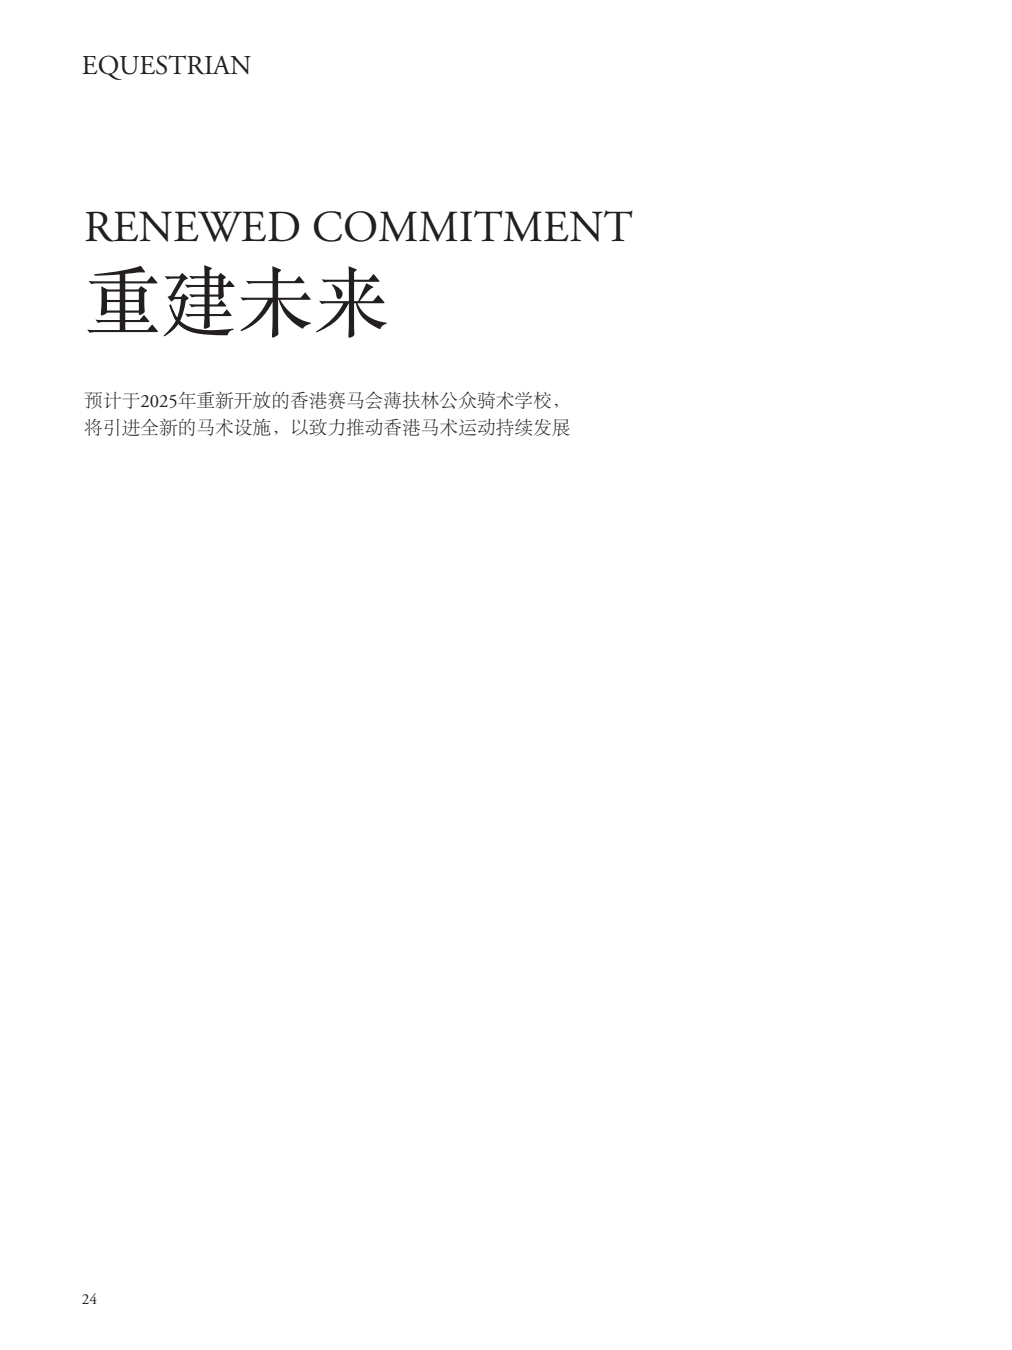 EQUESTRIAN
RENEWED COMMITMENT
重建未来
预计于2025年重新开放的香港赛马会薄扶林公众骑术学校，
将引进全新的马术设施，以致力推动香港马术运动持续发展
24